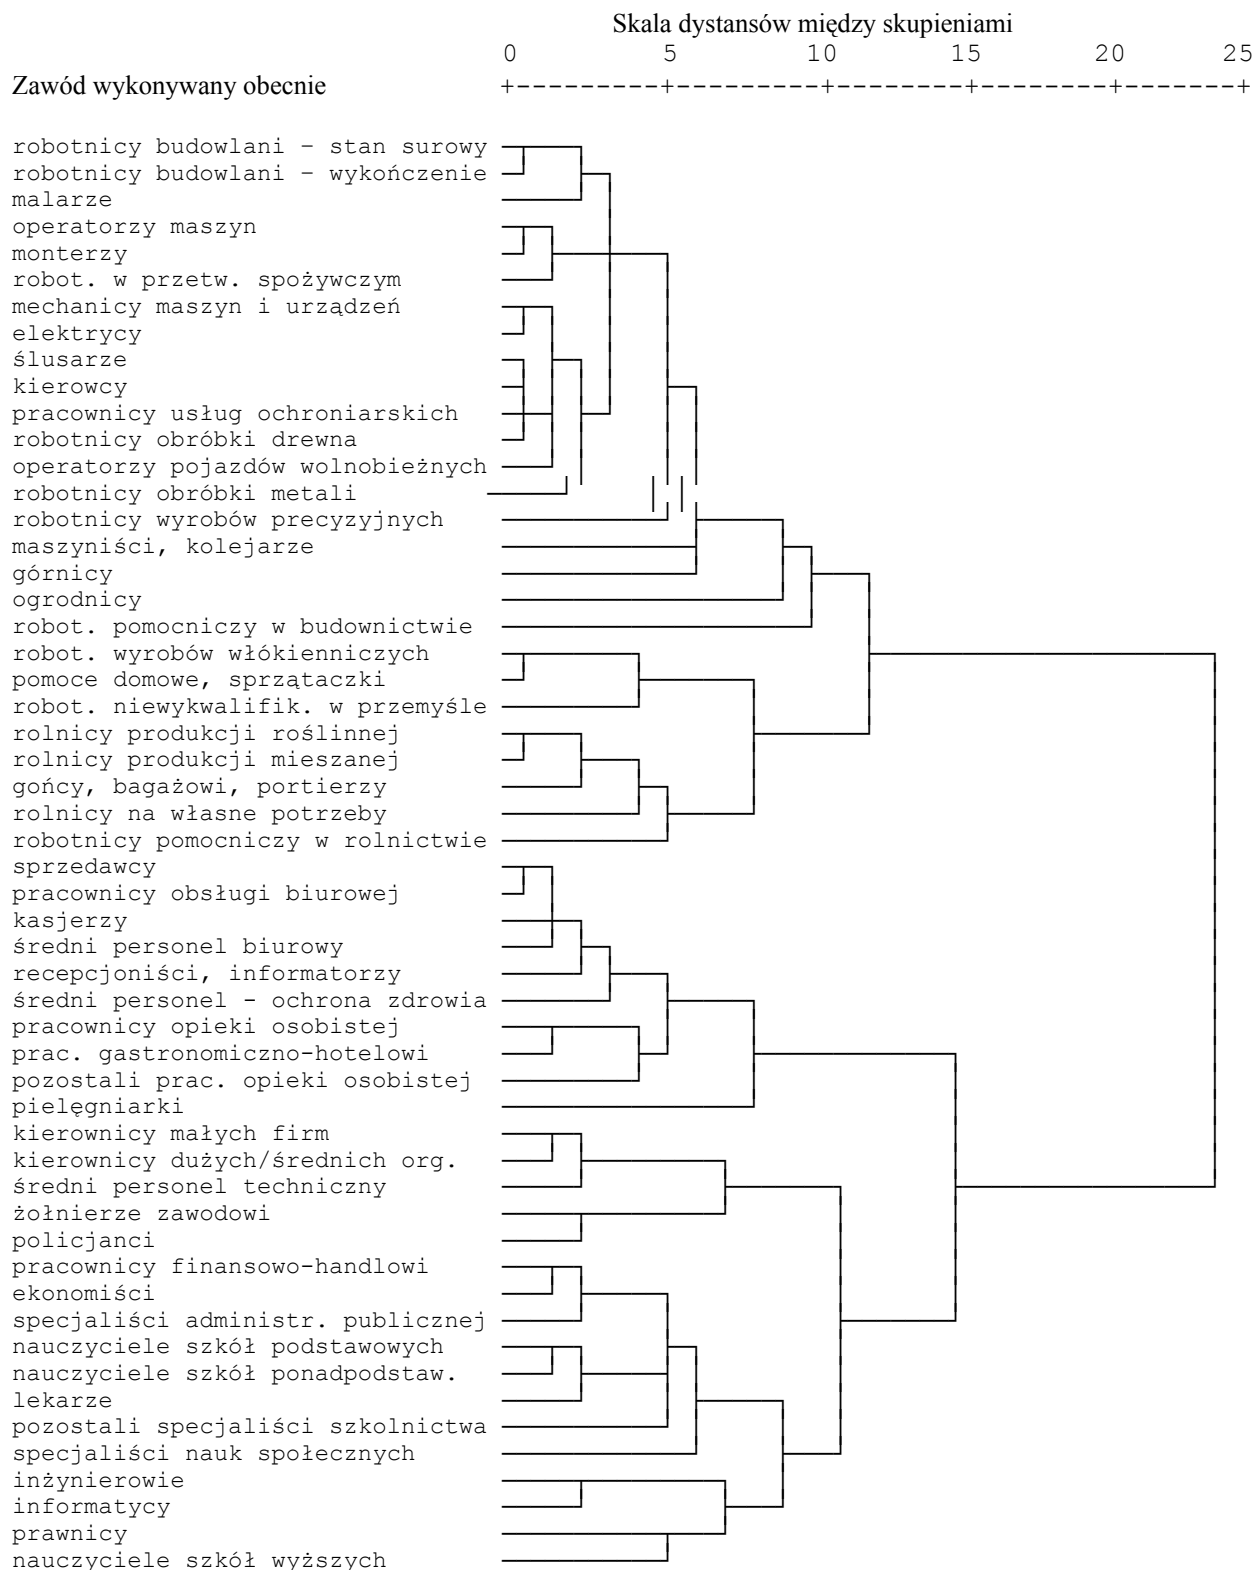 Skala dystansów między skupieniami
0 5 10 15 20 25
Zawód wykonywany obecnie +---------+---------+--------+--------+-------+
robotnicy budowlani – stan surowy
robotnicy budowlani – wykończenie
malarze
operatorzy maszyn
monterzy
robot. w przetw. spożywczym
mechanicy maszyn i urządzeń
elektrycy
ślusarze
kierowcy
pracownicy usług ochroniarskich
robotnicy obróbki drewna
operatorzy pojazdów wolnobieżnych
robotnicy obróbki metali
robotnicy wyrobów precyzyjnych
maszyniści, kolejarze
górnicy
ogrodnicy
robot. pomocniczy w budownictwie
robot. wyrobów włókienniczych
pomoce domowe, sprzątaczki
robot. niewykwalifik. w przemyśle
rolnicy produkcji roślinnej
rolnicy produkcji mieszanej
gońcy, bagażowi, portierzy
rolnicy na własne potrzeby
robotnicy pomocniczy w rolnictwie
sprzedawcy
pracownicy obsługi biurowej
kasjerzy
średni personel biurowy
recepcjoniści, informatorzy
średni personel - ochrona zdrowia
pracownicy opieki osobistej
prac. gastronomiczno-hotelowi
pozostali prac. opieki osobistej
pielęgniarki
kierownicy małych firm
kierownicy dużych/średnich org.
średni personel techniczny
żołnierze zawodowi
policjanci
pracownicy finansowo-handlowi
ekonomiści
specjaliści administr. publicznej
nauczyciele szkół podstawowych
nauczyciele szkół ponadpodstaw.
lekarze
pozostali specjaliści szkolnictwa
specjaliści nauk społecznych
inżynierowie
informatycy
prawnicy
nauczyciele szkół wyższych